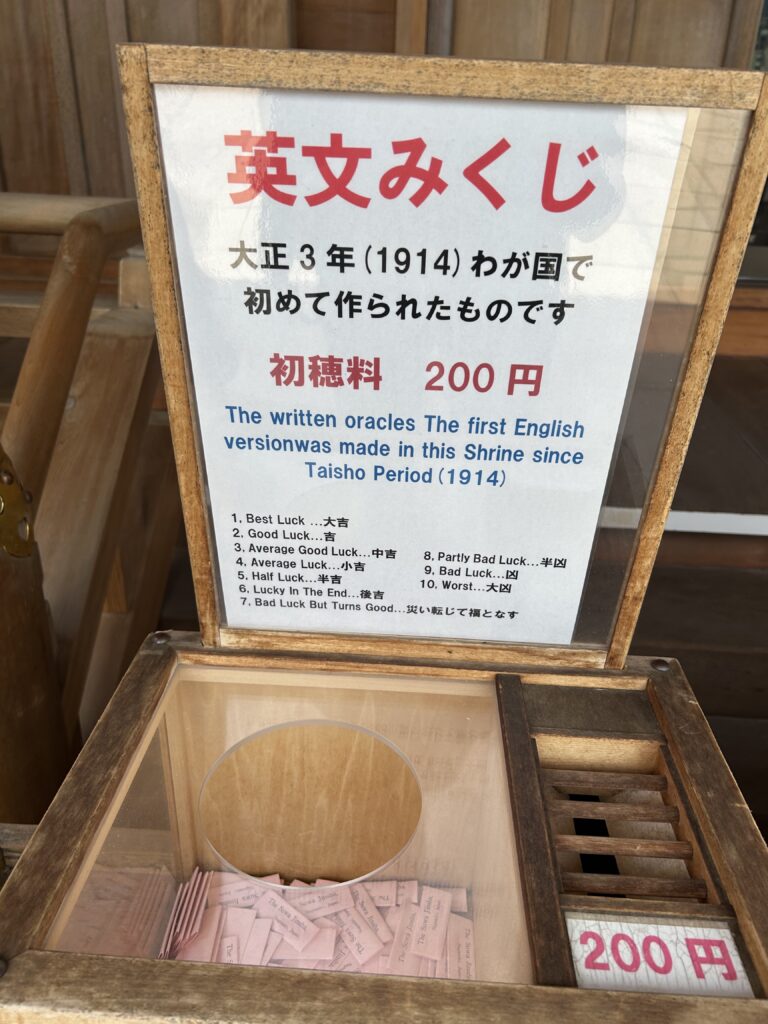 英文みくじ
大正3年(1914)わが国で
初めて作られたものです
初穂料 200円
The written oracles The first English
versionwas made in this Shrine since
Taisho Period(1914)
1. Best Luck …大吉
2. Good Luck…吉
3. Average Good Luck…中吉
4. Average Luck…小吉
5. Half Luck…半吉
6. Lucky In The End…後吉
7. Bad Luck But Turns Good…災い転じて福となす
8. Partly Bad Luck…半凶
9. Bad Luck…凶
10. Worst…大凶
200円